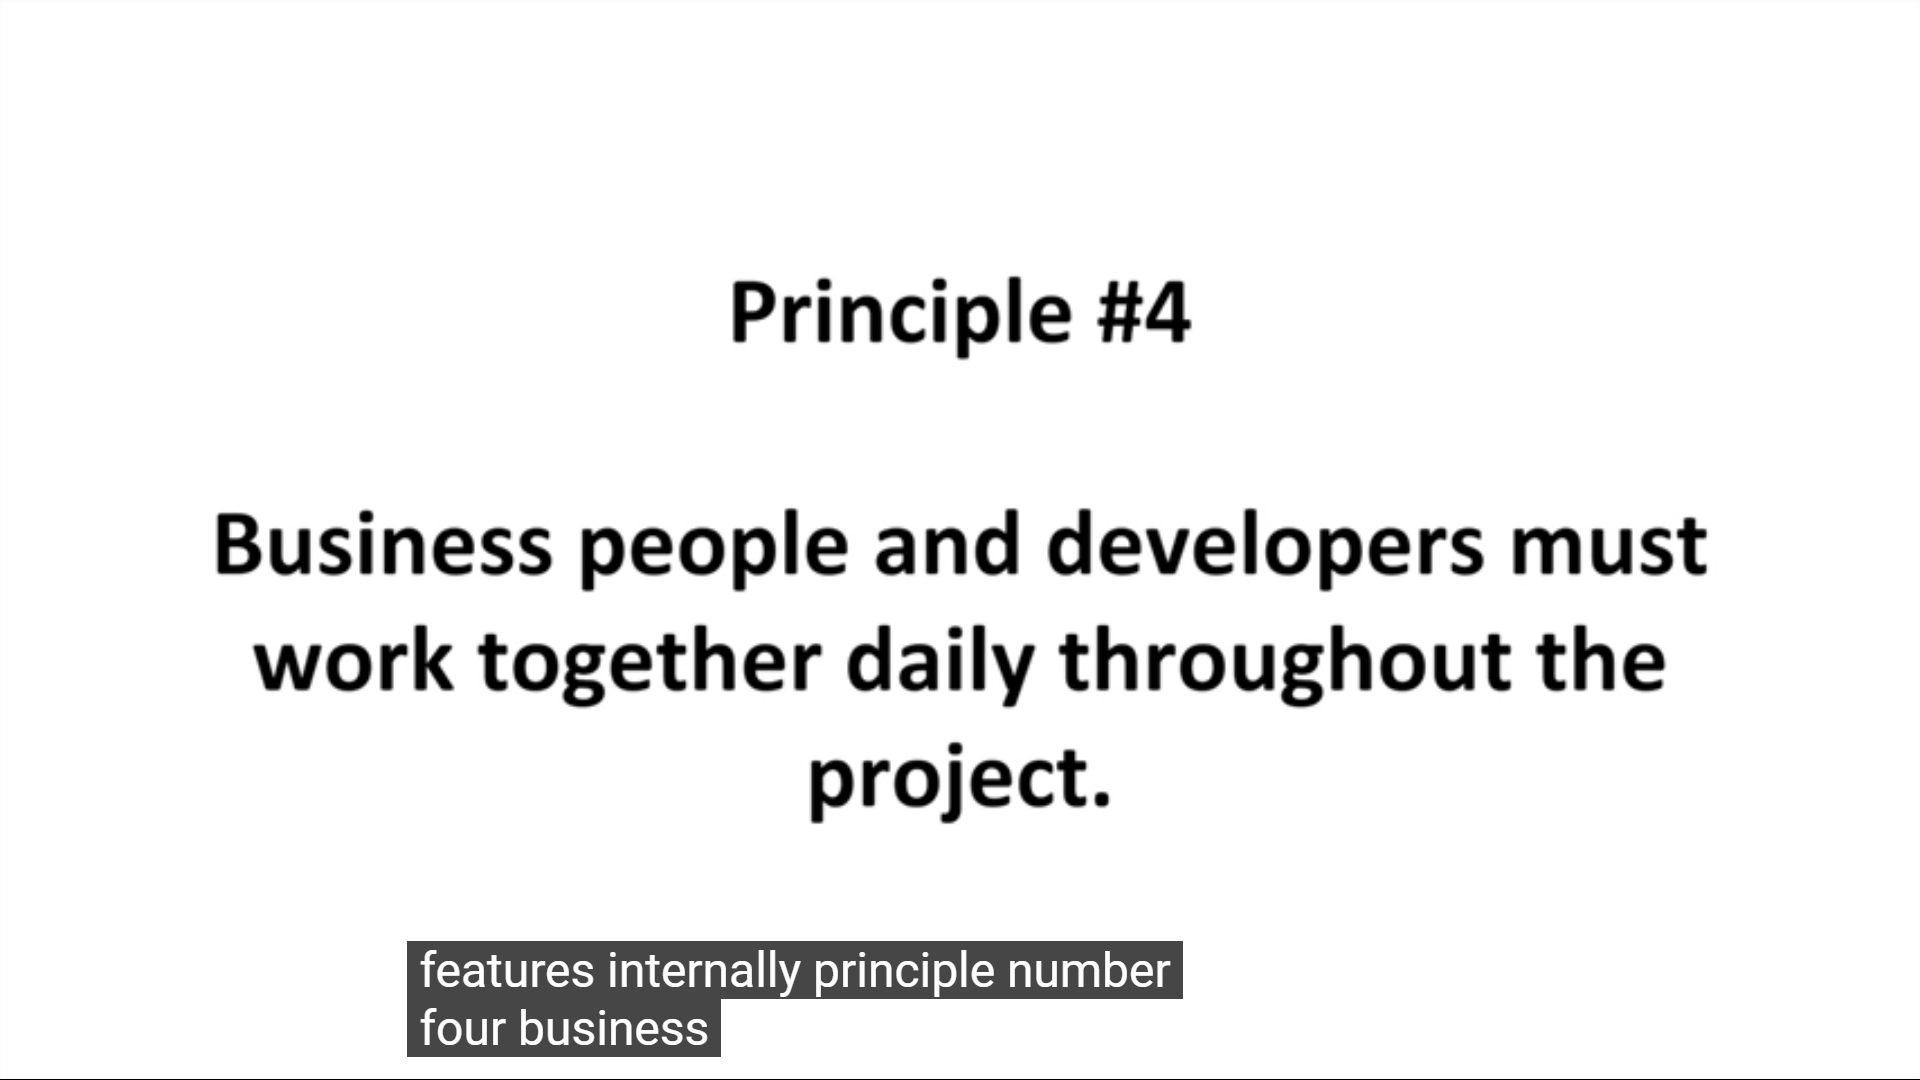 Principle #4
Business people and developers must
work together daily throughout the
project.
features internally principle number
four business